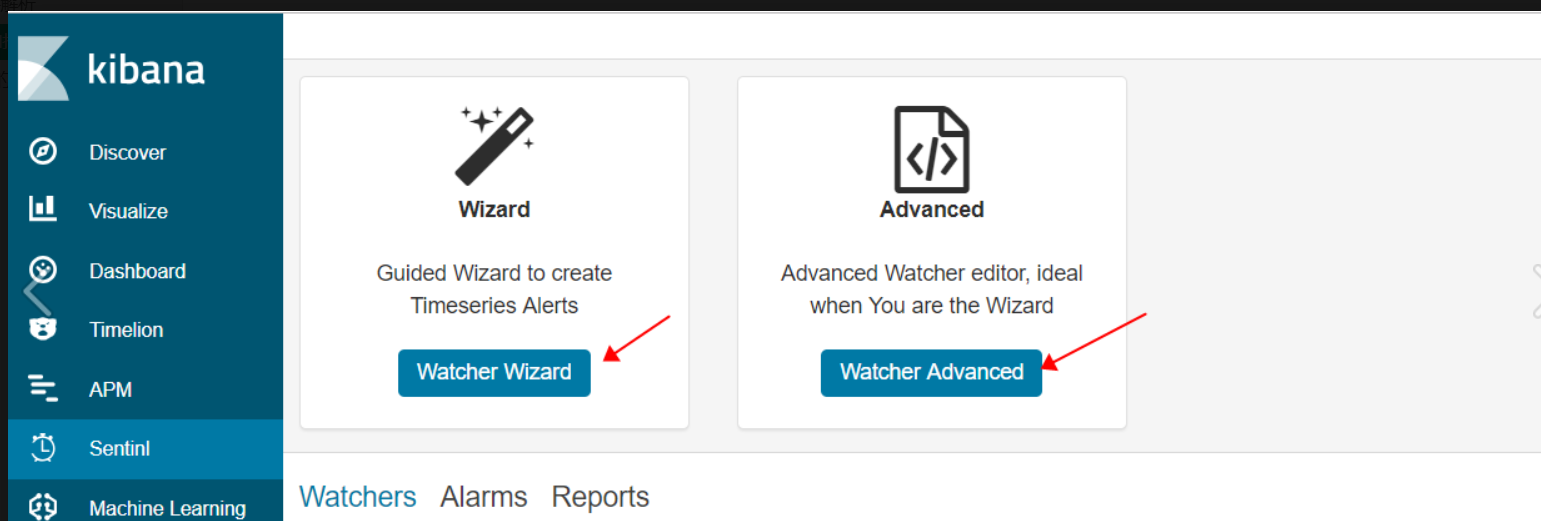 kibana
Discover
Visualize
Dashboard
Timelion
APM
Sentinl
Machine Learning
Wizard
Guided Wizard to create
Timeseries Alerts
Watcher Wizard
Advanced
Advanced Watcher editor, ideal
when You are the Wizard
Watcher Advanced
Watchers Alarms Reports